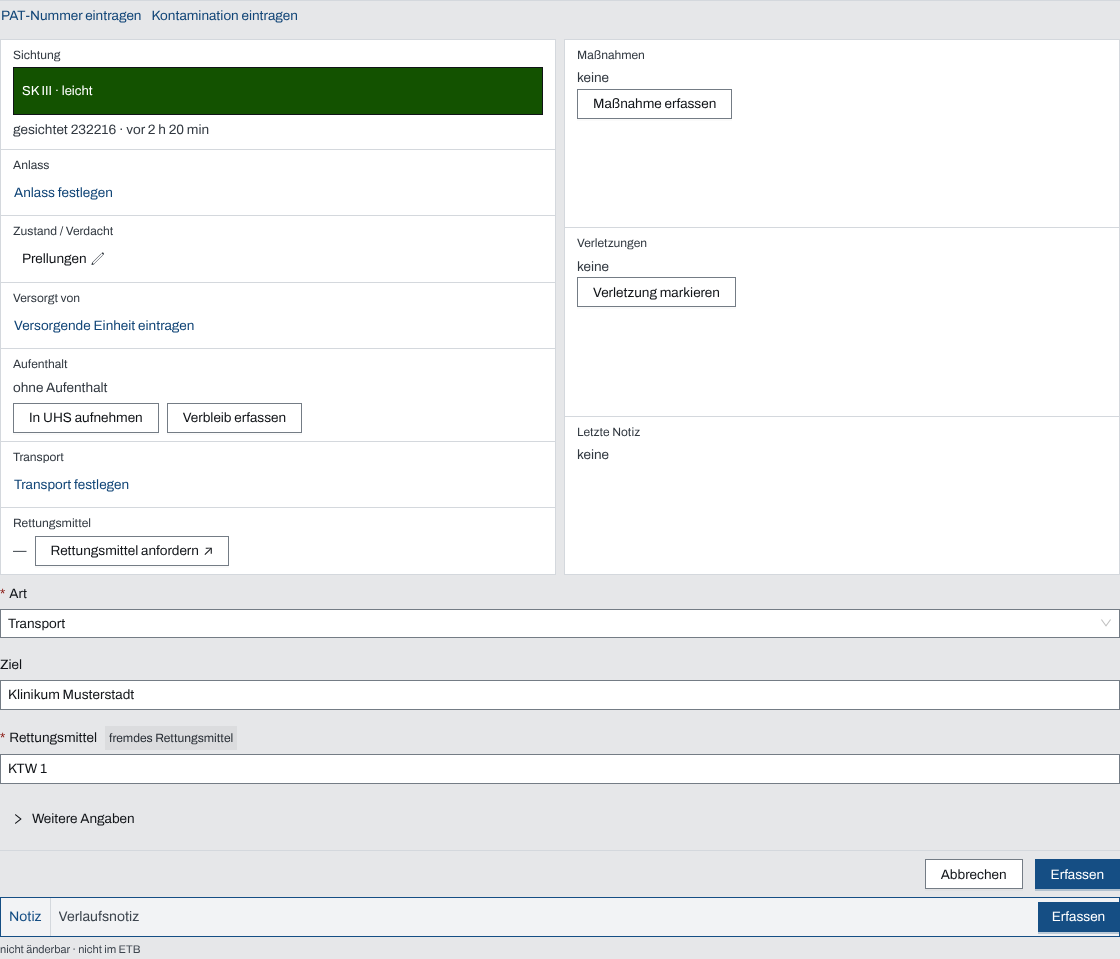 PAT-Nummer eintragen Kontamination eintragen
Sichtung
SK III · leicht
gesichtet 232216 · vor 2 h 20 min
Anlass
Anlass festlegen
Zustand / Verdacht
Prellungen
Versorgt von
Versorgende Einheit eintragen
Aufenthalt
ohne Aufenthalt
In UHS aufnehmen Verbleib erfassen
Transport
Transport festlegen
Rettungsmittel
— Rettungsmittel anfordern ↗
Maßnahmen
keine
Maßnahme erfassen
Verletzungen
keine
Verletzung markieren
Letzte Notiz
keine
* Art
Transport
Ziel
Klinikum Musterstadt
* Rettungsmittel fremdes Rettungsmittel
KTW 1
Weitere Angaben
Abbrechen Erfassen
Notiz Verlaufsnotiz Erfassen
nicht änderbar · nicht im ETB